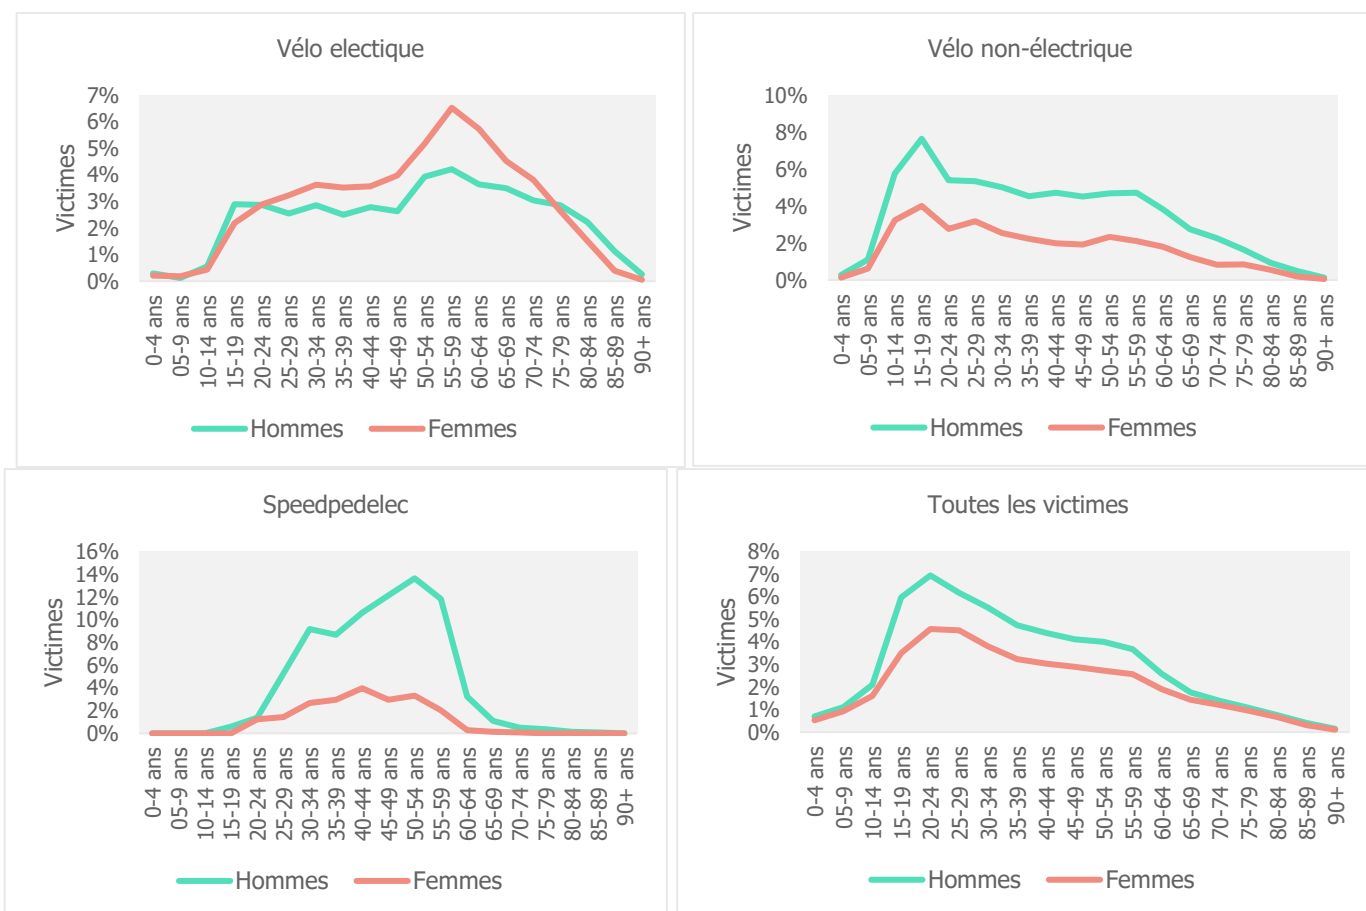 Vélo electique
7%
6%
5%
4%
3%
2%
1%
0%
Victimes
0-4 ans
05-9 ans
10-14 ans
15-19 ans
20-24 ans
25-29 ans
30-34 ans
35-39 ans
40-44 ans
45-49 ans
50-54 ans
55-59 ans
60-64 ans
65-69 ans
70-74 ans
75-79 ans
80-84 ans
85-89 ans
90+ ans
Hommes Femmes
Vélo non-électrique
10%
8%
6%
4%
2%
0%
Victimes
0-4 ans
05-9 ans
10-14 ans
15-19 ans
20-24 ans
25-29 ans
30-34 ans
35-39 ans
40-44 ans
45-49 ans
50-54 ans
55-59 ans
60-64 ans
65-69 ans
70-74 ans
75-79 ans
80-84 ans
85-89 ans
90+ ans
Hommes Femmes
Speedpedelec
16%
14%
12%
10%
8%
6%
4%
2%
0%
Victimes
0-4 ans
05-9 ans
10-14 ans
15-19 ans
20-24 ans
25-29 ans
30-34 ans
35-39 ans
40-44 ans
45-49 ans
50-54 ans
55-59 ans
60-64 ans
65-69 ans
70-74 ans
75-79 ans
80-84 ans
85-89 ans
90+ ans
Hommes Femmes
Toutes les victimes
8%
7%
6%
5%
4%
3%
2%
1%
0%
Victimes
0-4 ans
05-9 ans
10-14 ans
15-19 ans
20-24 ans
25-29 ans
30-34 ans
35-39 ans
40-44 ans
45-49 ans
50-54 ans
55-59 ans
60-64 ans
65-69 ans
70-74 ans
75-79 ans
80-84 ans
85-89 ans
90+ ans
Hommes Femmes